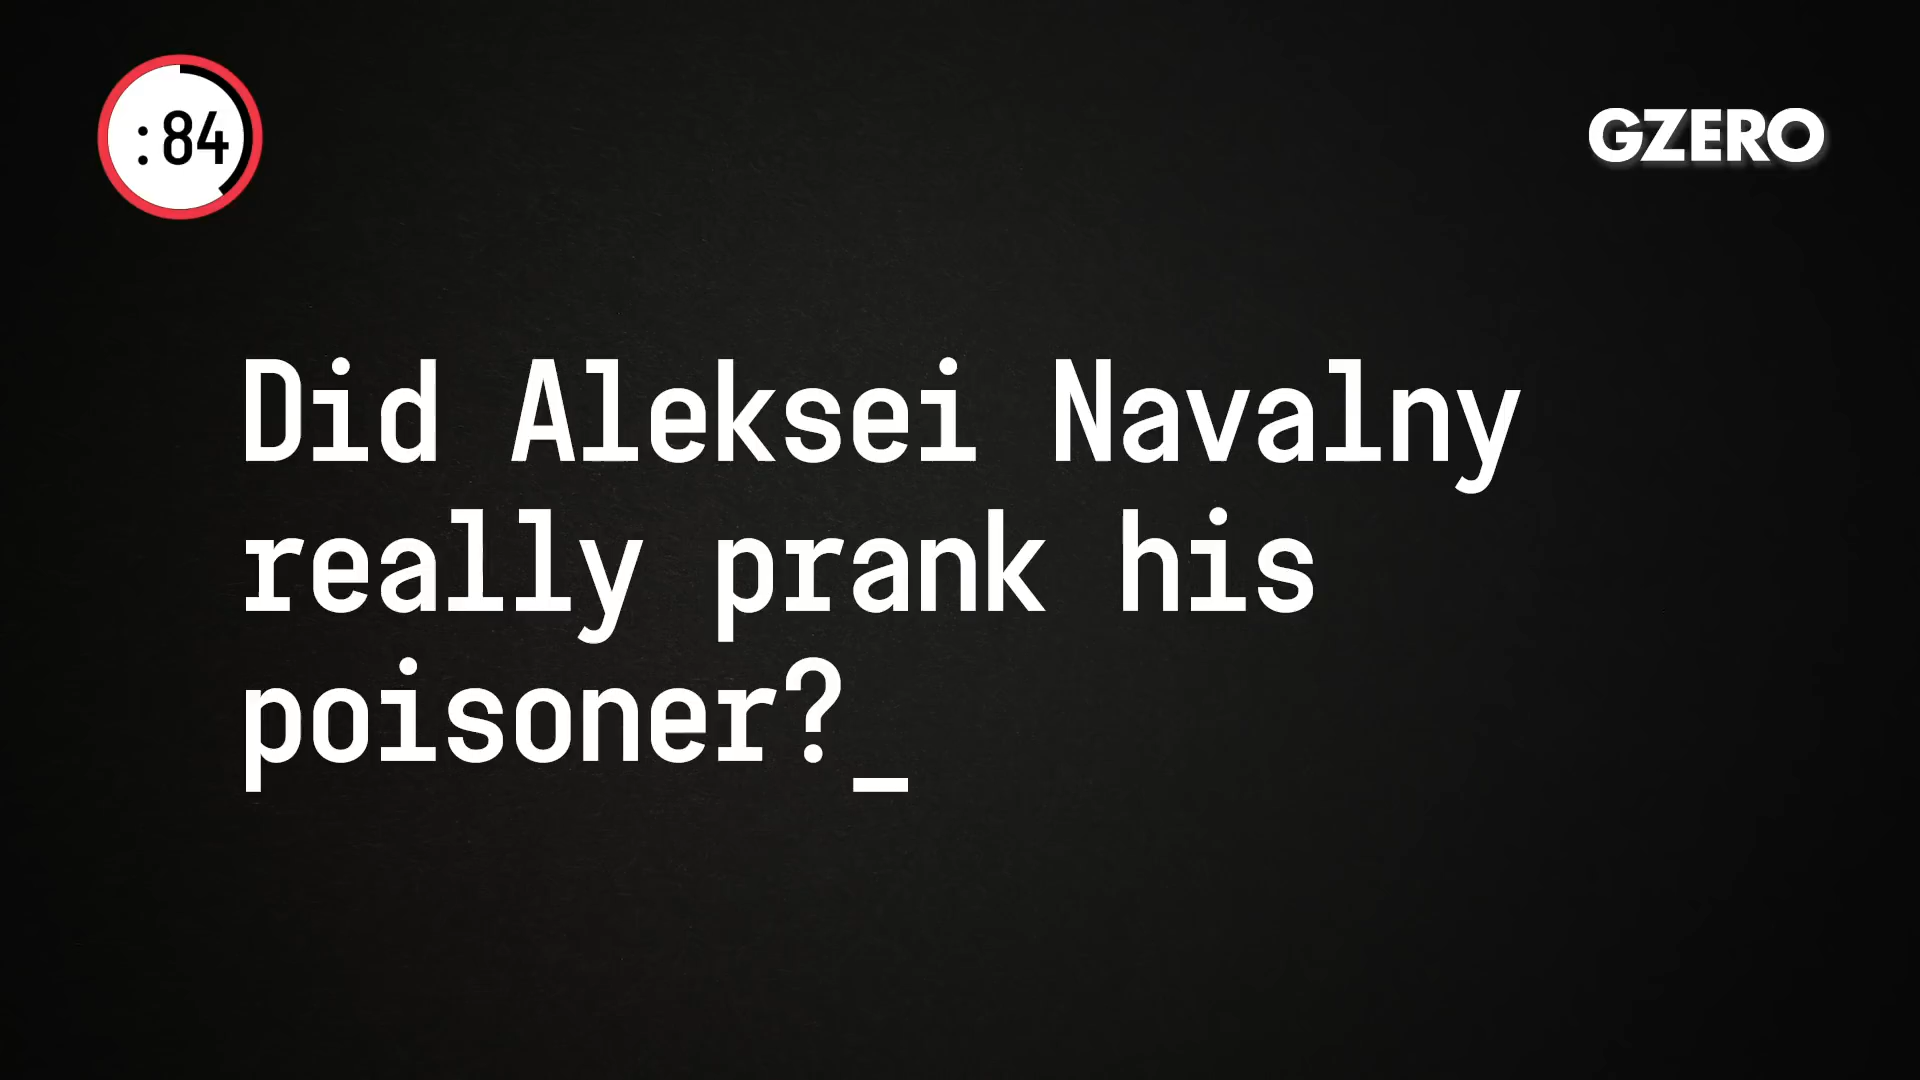 :84
GZERO
Did Aleksei Navalny
really prank his
poisoner?_